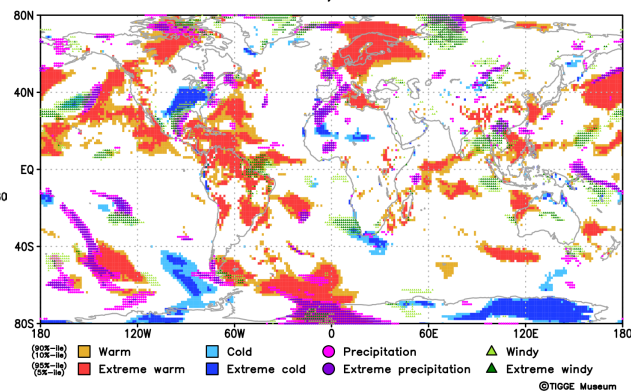 80N
40N
EQ
60
40S
80S
180 120W 60W 0 60E 120E 180
(90%-ile) (10%-ile) Warm Cold Precipitation Windy
(95%-ile) (5%-ile) Extreme warm Extreme cold Extreme precipitation Extreme windy
©TIGGE Museum